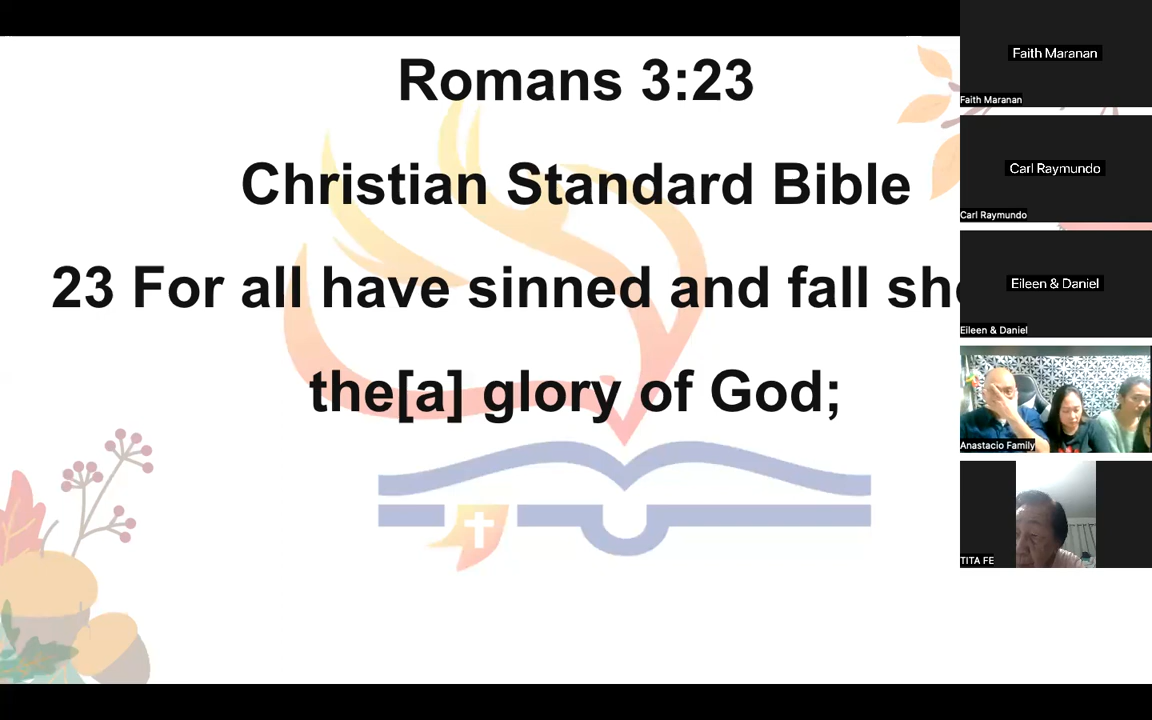 Romans 3:23
Christian Standard Bible
23 For all have sinned and fall
the[a] glory of God;
Faith Maranan
Faith Maranan
Carl Raymundo
Carl Raymundo
Eileen & Daniel
Eileen & Daniel
Anastacio Family
TITA FE